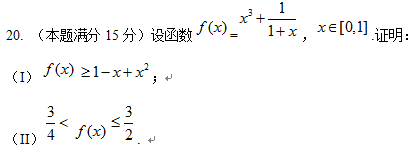 20. （本题满分 15 分）设函数 f(x)=x³+1/(1+x)，x∈[0,1].证明：
（I）f(x)≥1−x+x²；↵
（II）3/4<f(x)≤3/2.↵